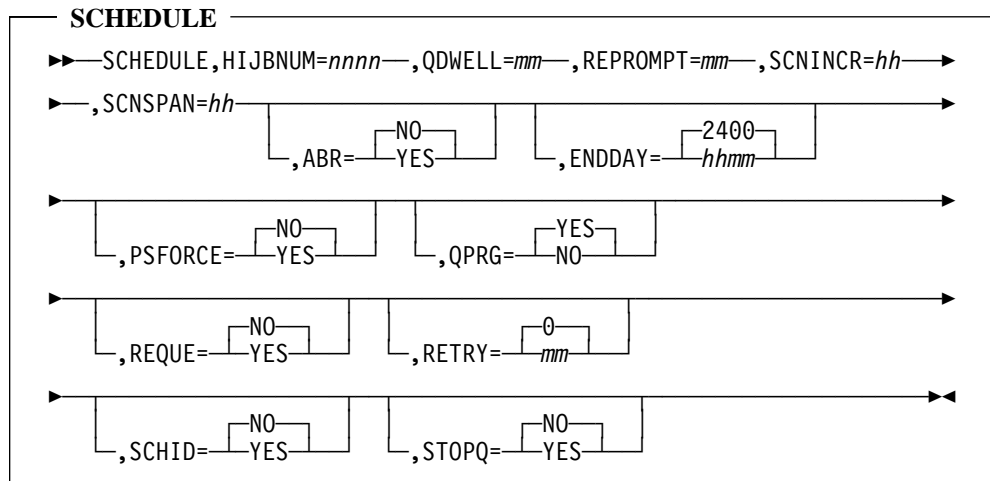 SCHEDULE
SCHEDULE,HIJBNUM=nnnn ,QDWELL=mm ,REPROMPT=mm ,SCNINCR=hh
,SCNSPAN=hh
NO 2400
,ABR= YES ,ENDDAY= hhmm
NO YES
,PSFORCE= YES ,QPRG= NO
NO 0
,REQUE= YES ,RETRY= mm
NO NO
,SCHID= YES ,STOPQ= YES